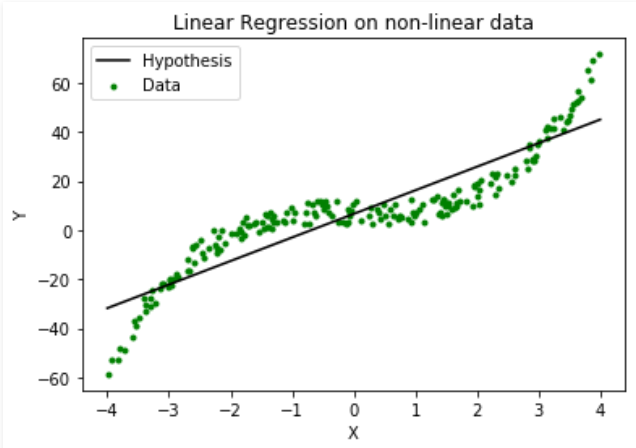 Linear Regression on non-linear data
Hypothesis
Data
60
40
20
0
−20
−40
−60
Y
−4 −3 −2 −1 0 1 2 3 4
X